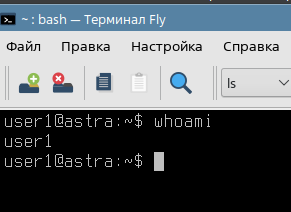 ~ : bash — Терминал Fly
Файл Правка Настройка Справка
ls
user1@astra:~$ whoami
user1
user1@astra:~$